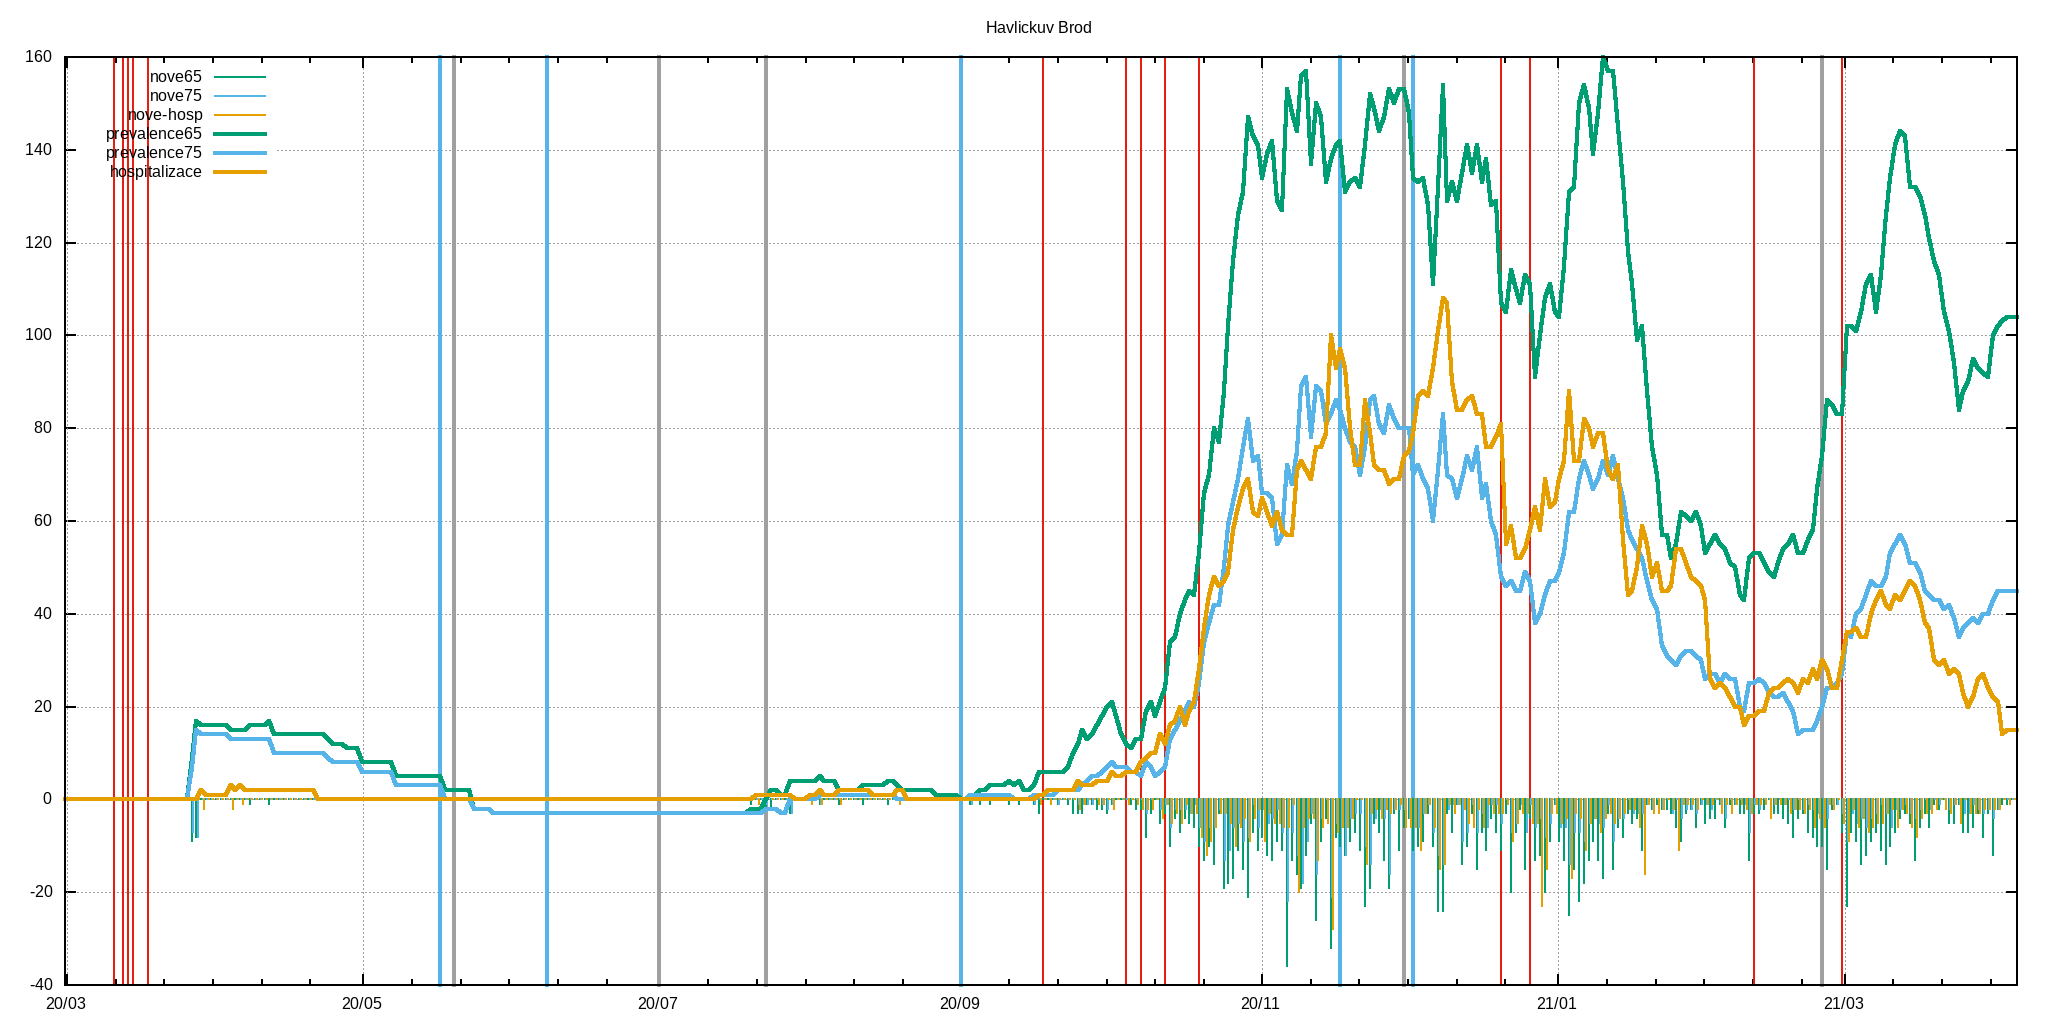 Havlickuv Brod
160
nove65
nove75
nove-hosp
prevalence65
140
prevalence75
hospitalizace
120
100
80
60
40
20
0
-20
-40
20/03 20/05 20/07 20/09 20/11 21/01 21/03